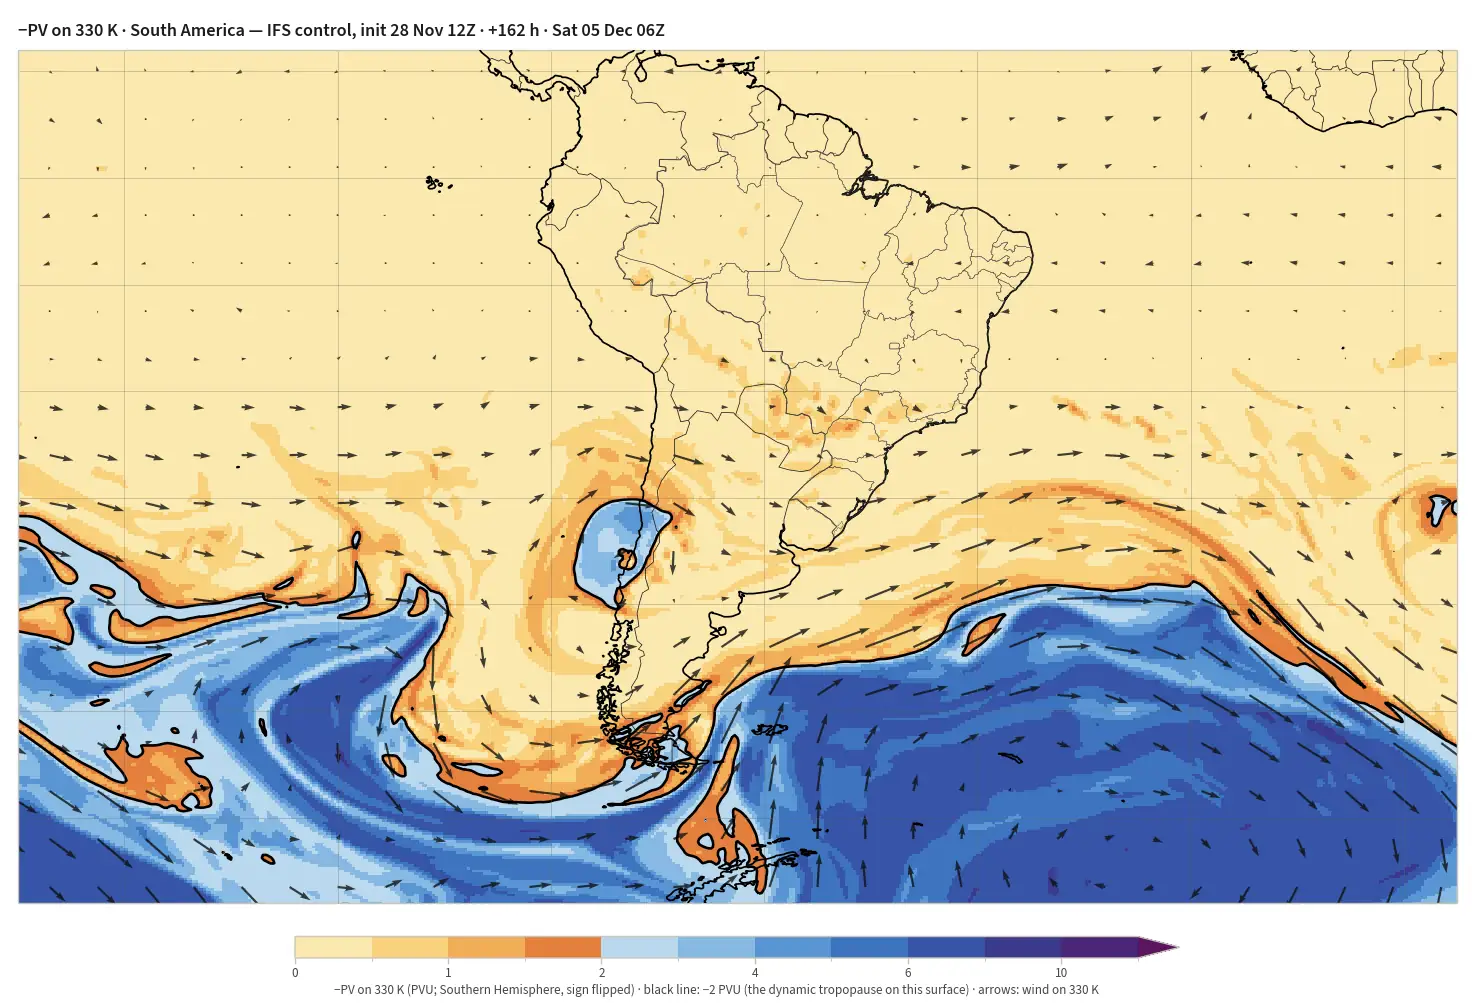 −PV on 330 K · South America — IFS control, init 28 Nov 12Z · +162 h · Sat 05 Dec 06Z
0 1 2 4 6 10
−PV on 330 K (PVU; Southern Hemisphere, sign flipped) · black line: −2 PVU (the dynamic tropopause on this surface) · arrows: wind on 330 K